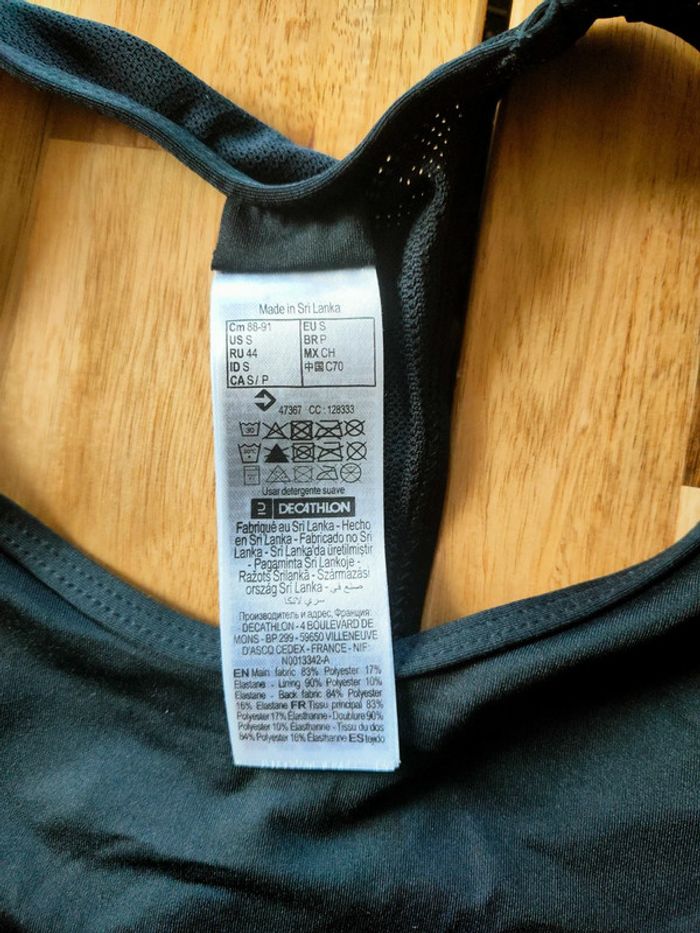 Made in Sri Lanka
Cm 88-91 EU S
US S BR P
RU 44 MX CH
ID S 中国 C70
CA S / P
47367 CC : 128333
30
Usar detergente suave
DECATHLON
Fabriqué au Sri Lanka - Hecho
en Sri Lanka - Fabricado no Sri
Lanka - Sri Lanka'da üretilmiştir
- Pagaminta Šri Lankoje -
Ražots Šrilankā - Származási
ország Sri Lanka - صنع في
سري لانكا
Производитель и адрес, Франция:
DECATHLON - 4 BOULEVARD DE
MONS - BP 299 - 59650 VILLENEUVE
D'ASCQ CEDEX - FRANCE - NIF:
N0013342-A
EN Main fabric 83% Polyester 17%
Elastane - Lining 90% Polyester 10%
Elastane - Back fabric 84% Polyester
16% Elastane FR Tissu principal 83%
Polyester 17% Élasthanne - Doublure 90%
Polyester 10% Élasthanne - Tissu du dos
84% Polyester 16% Élasthanne ES tejido